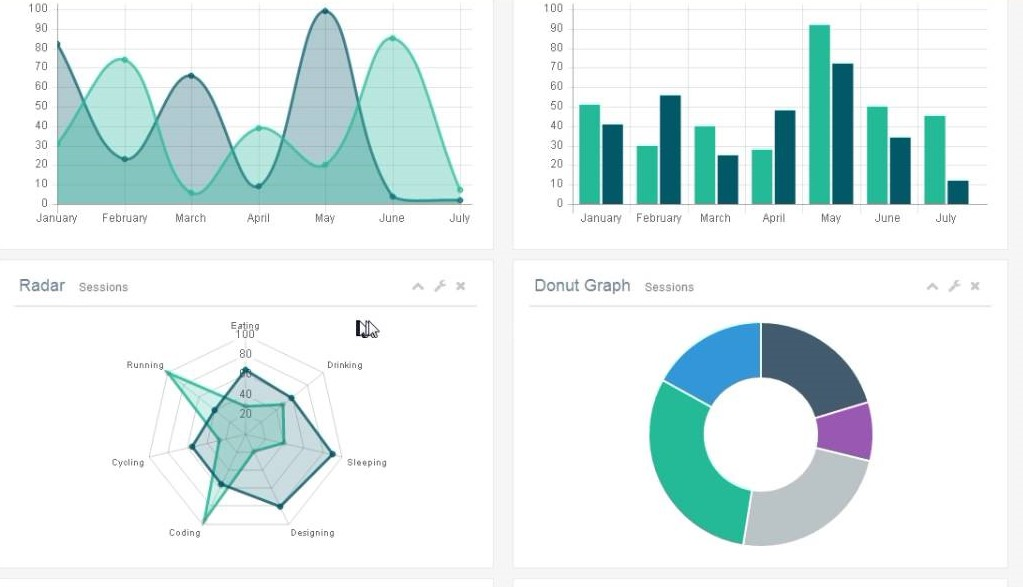 100
90
80
70
60
50
40
30
20
10
0
January February March April May June July
100
90
80
70
60
50
40
30
20
10
0
January February March April May June July
Radar Sessions
Eating
100
80
60
40
20
Running
Drinking
Cycling
Sleeping
Coding
Designing
Donut Graph Sessions